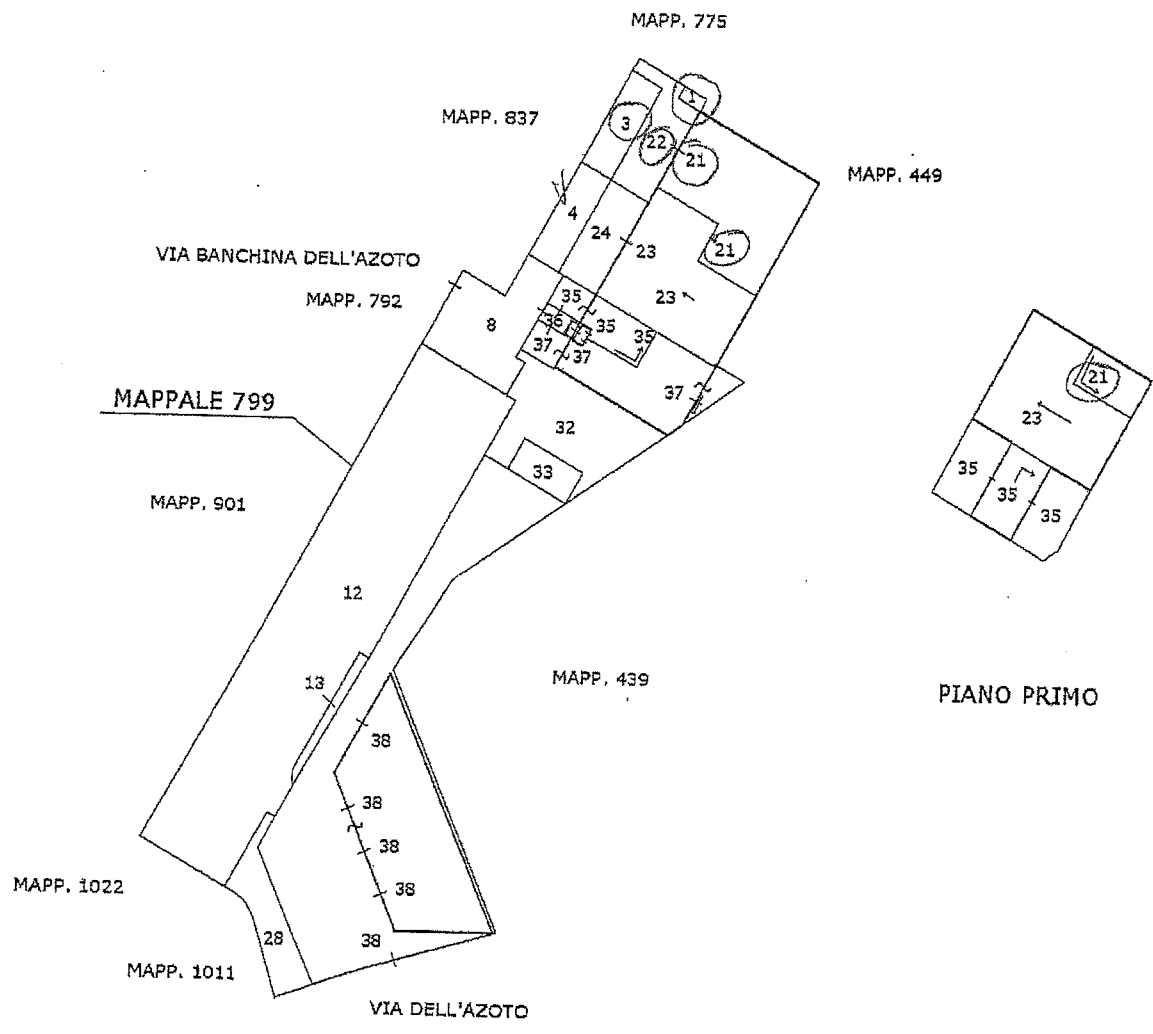 MAPP. 775
1
MAPP. 837
3
22
21
MAPP. 449
4
24
23
21
VIA BANCHINA DELL'AZOTO
MAPP. 792
35
23
8
36
35
35
37
37
37
21
MAPPALE 799
32
23
33
35
35
35
MAPP. 901
12
13
MAPP. 439
PIANO PRIMO
38
38
38
38
MAPP. 1022
28
38
MAPP. 1011
VIA DELL'AZOTO